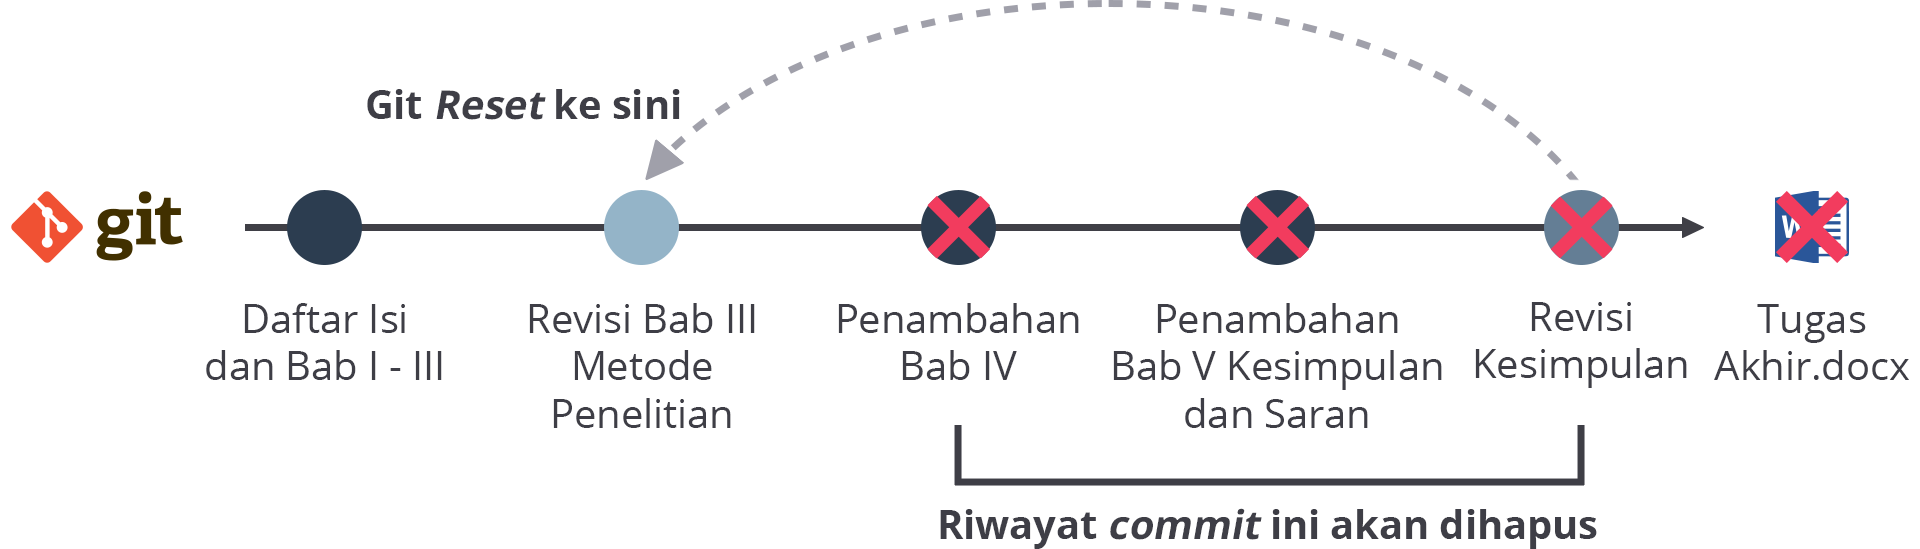 Git Reset ke sini
git
W
Daftar Isi
dan Bab I - III
Revisi Bab III
Metode
Penelitian
Penambahan
Bab IV
Penambahan
Bab V Kesimpulan
dan Saran
Revisi
Kesimpulan
Tugas
Akhir.docx
Riwayat commit ini akan dihapus